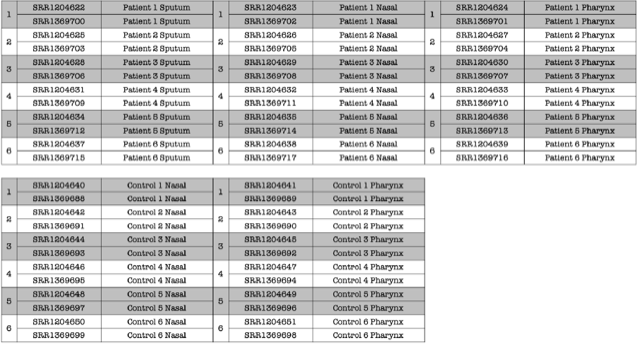 1 SRR1204622 Patient 1 Sputum 1 SRR1204623 Patient 1 Nasal 1 SRR1204624 Patient 1 Pharynx
SRR1369700 Patient 1 Sputum SRR1369702 Patient 1 Nasal SRR1369701 Patient 1 Pharynx
2 SRR1204625 Patient 2 Sputum 2 SRR1204626 Patient 2 Nasal 2 SRR1204627 Patient 2 Pharynx
SRR1369703 Patient 2 Sputum SRR1369705 Patient 2 Nasal SRR1369704 Patient 2 Pharynx
3 SRR1204628 Patient 3 Sputum 3 SRR1204629 Patient 3 Nasal 3 SRR1204630 Patient 3 Pharynx
SRR1369706 Patient 3 Sputum SRR1369708 Patient 3 Nasal SRR1369707 Patient 3 Pharynx
4 SRR1204631 Patient 4 Sputum 4 SRR1204632 Patient 4 Nasal 4 SRR1204633 Patient 4 Pharynx
SRR1369709 Patient 4 Sputum SRR1369711 Patient 4 Nasal SRR1369710 Patient 4 Pharynx
5 SRR1204634 Patient 5 Sputum 5 SRR1204635 Patient 5 Nasal 5 SRR1204636 Patient 5 Pharynx
SRR1369712 Patient 5 Sputum SRR1369714 Patient 5 Nasal SRR1369713 Patient 5 Pharynx
6 SRR1204637 Patient 6 Sputum 6 SRR1204638 Patient 6 Nasal 6 SRR1204639 Patient 6 Pharynx
SRR1369715 Patient 6 Sputum SRR1369717 Patient 6 Nasal SRR1369716 Patient 6 Pharynx
1 SRR1204640 Control 1 Nasal 1 SRR1204641 Control 1 Pharynx
SRR1369688 Control 1 Nasal SRR1369689 Control 1 Pharynx
2 SRR1204642 Control 2 Nasal 2 SRR1204643 Control 2 Pharynx
SRR1369691 Control 2 Nasal SRR1369690 Control 2 Pharynx
3 SRR1204644 Control 3 Nasal 3 SRR1204645 Control 3 Pharynx
SRR1369693 Control 3 Nasal SRR1369692 Control 3 Pharynx
4 SRR1204646 Control 4 Nasal 4 SRR1204647 Control 4 Pharynx
SRR1369695 Control 4 Nasal SRR1369694 Control 4 Pharynx
5 SRR1204648 Control 5 Nasal 5 SRR1204649 Control 5 Pharynx
SRR1369697 Control 5 Nasal SRR1369696 Control 5 Pharynx
6 SRR1204650 Control 6 Nasal 6 SRR1204651 Control 6 Pharynx
SRR1369699 Control 6 Nasal SRR1369698 Control 6 Pharynx